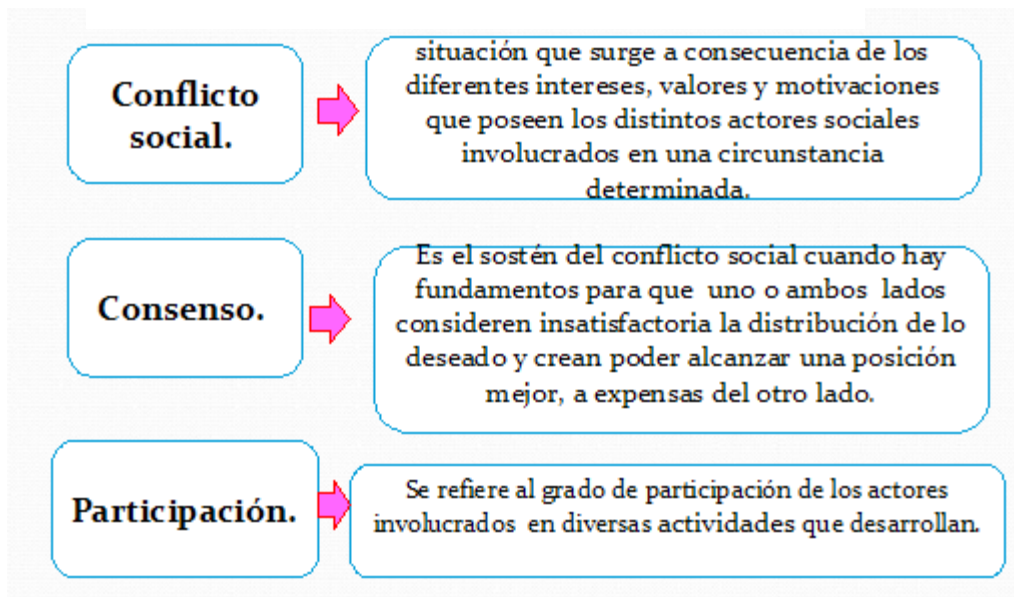 Conflicto
social.
situación que surge a consecuencia de los
diferentes intereses, valores y motivaciones
que poseen los distintos actores sociales
involucrados en una circunstancia
determinada.
Consenso.
Es el sostén del conflicto social cuando hay
fundamentos para que uno o ambos lados
consideren insatisfactoria la distribución de lo
deseado y crean poder alcanzar una posición
mejor, a expensas del otro lado.
Participación.
Se refiere al grado de participación de los actores
involucrados en diversas actividades que desarrollan.